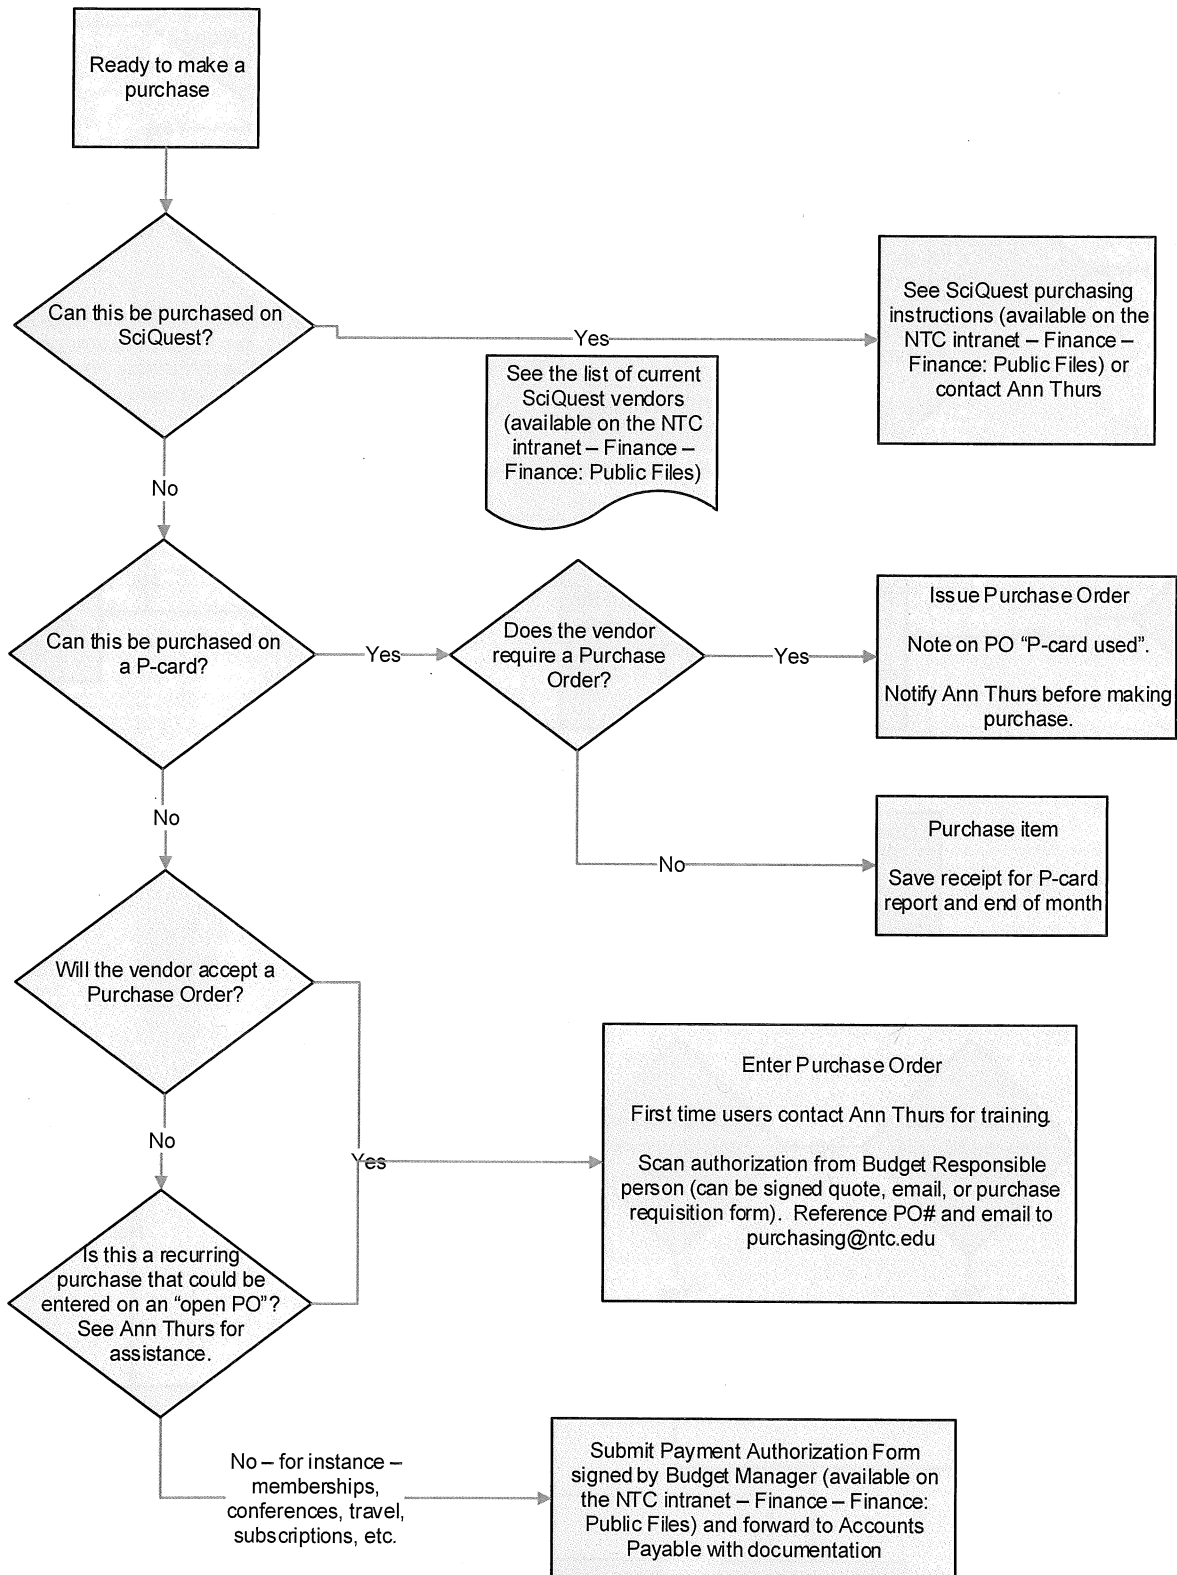 Ready to make a
purchase
Can this be purchased on
SciQuest?
Yes
See SciQuest purchasing
instructions (available on the
NTC intranet – Finance –
Finance: Public Files) or
contact Ann Thurs
See the list of current
SciQuest vendors
(available on the NTC
intranet – Finance –
Finance: Public Files)
No
Can this be purchased on
a P-card?
Yes
Does the vendor
require a Purchase
Order?
Yes
Issue Purchase Order
Note on PO “P-card used”.
Notify Ann Thurs before making
purchase.
No
Purchase item
Save receipt for P-card
report and end of month
No
Will the vendor accept a
Purchase Order?
Yes
Enter Purchase Order
First time users contact Ann Thurs for training.
Scan authorization from Budget Responsible
person (can be signed quote, email, or purchase
requisition form).  Reference PO# and email to
purchasing@ntc.edu
No
Is this a recurring
purchase that could be
entered on an “open PO”?
See Ann Thurs for
assistance.
No – for instance –
memberships,
conferences, travel,
subscriptions, etc.
Submit Payment Authorization Form
signed by Budget Manager (available on
the NTC intranet – Finance – Finance:
Public Files) and forward to Accounts
Payable with documentation